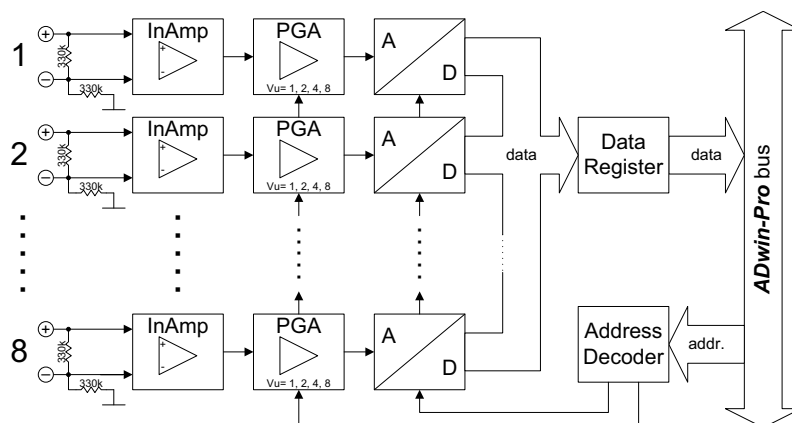 1
+
-
330k
330k
InAmp
+
-
PGA
Vu= 1, 2, 4, 8
A
D
2
+
-
330k
330k
InAmp
+
-
PGA
Vu= 1, 2, 4, 8
A
D
8
+
-
330k
330k
InAmp
+
-
PGA
Vu= 1, 2, 4, 8
A
D
data
Data
Register
data
Address
Decoder
addr.
ADwin-Pro bus